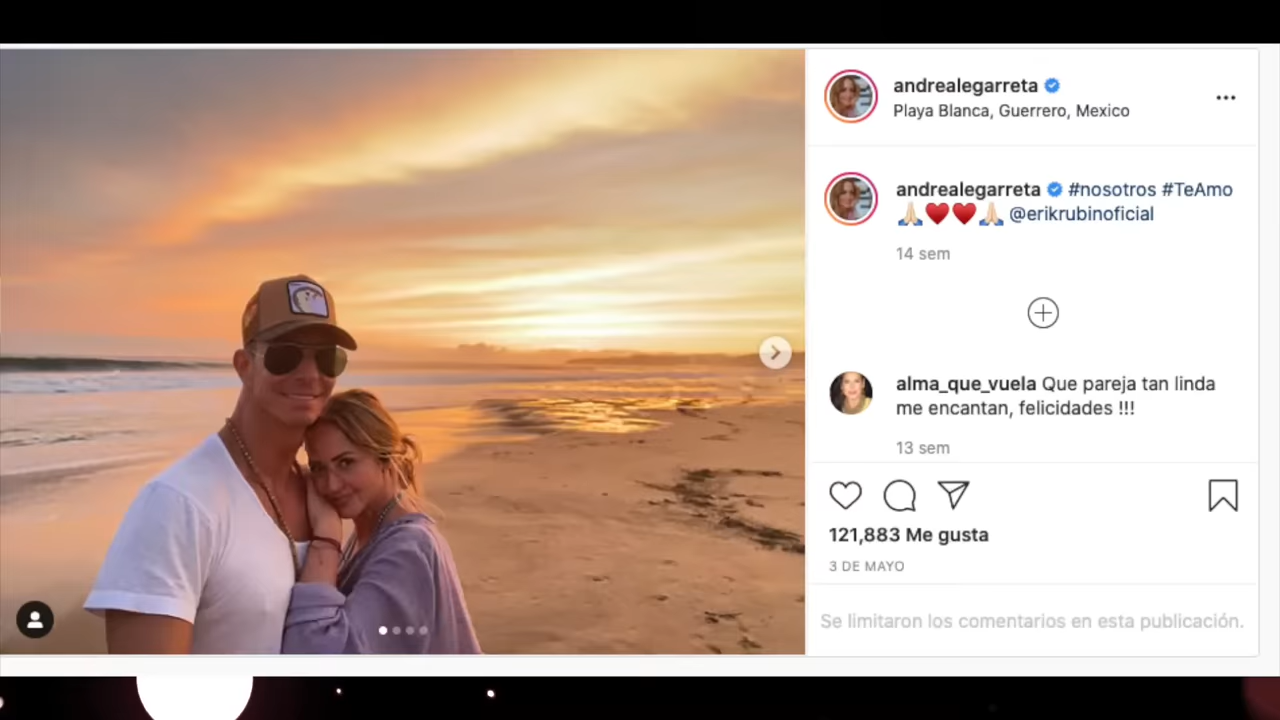 andrealegarreta
Playa Blanca, Guerrero, Mexico
andrealegarreta #nosotros #TeAmo
🙏🏻♥️♥️🙏🏻 @erikrubinoficial
14 sem
alma_que_vuela Que pareja tan linda
me encantan, felicidades !!!
13 sem
121,883 Me gusta
3 DE MAYO
Se limitaron los comentarios en esta publicación.